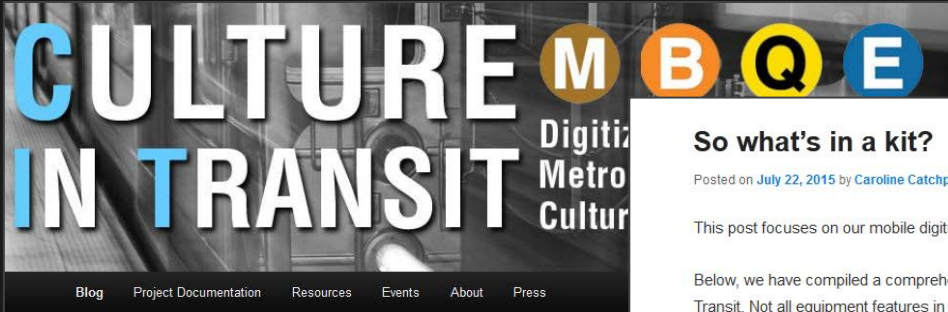 CULTURE
IN TRANSIT
M B Q E
Digitiz
Metro
Cultur
Blog Project Documentation Resources Events About Press
So what's in a kit?
Posted on July 22, 2015 by Caroline Catchp
This post focuses on our mobile digit
Below, we have compiled a comprehe
Transit. Not all equipment features in